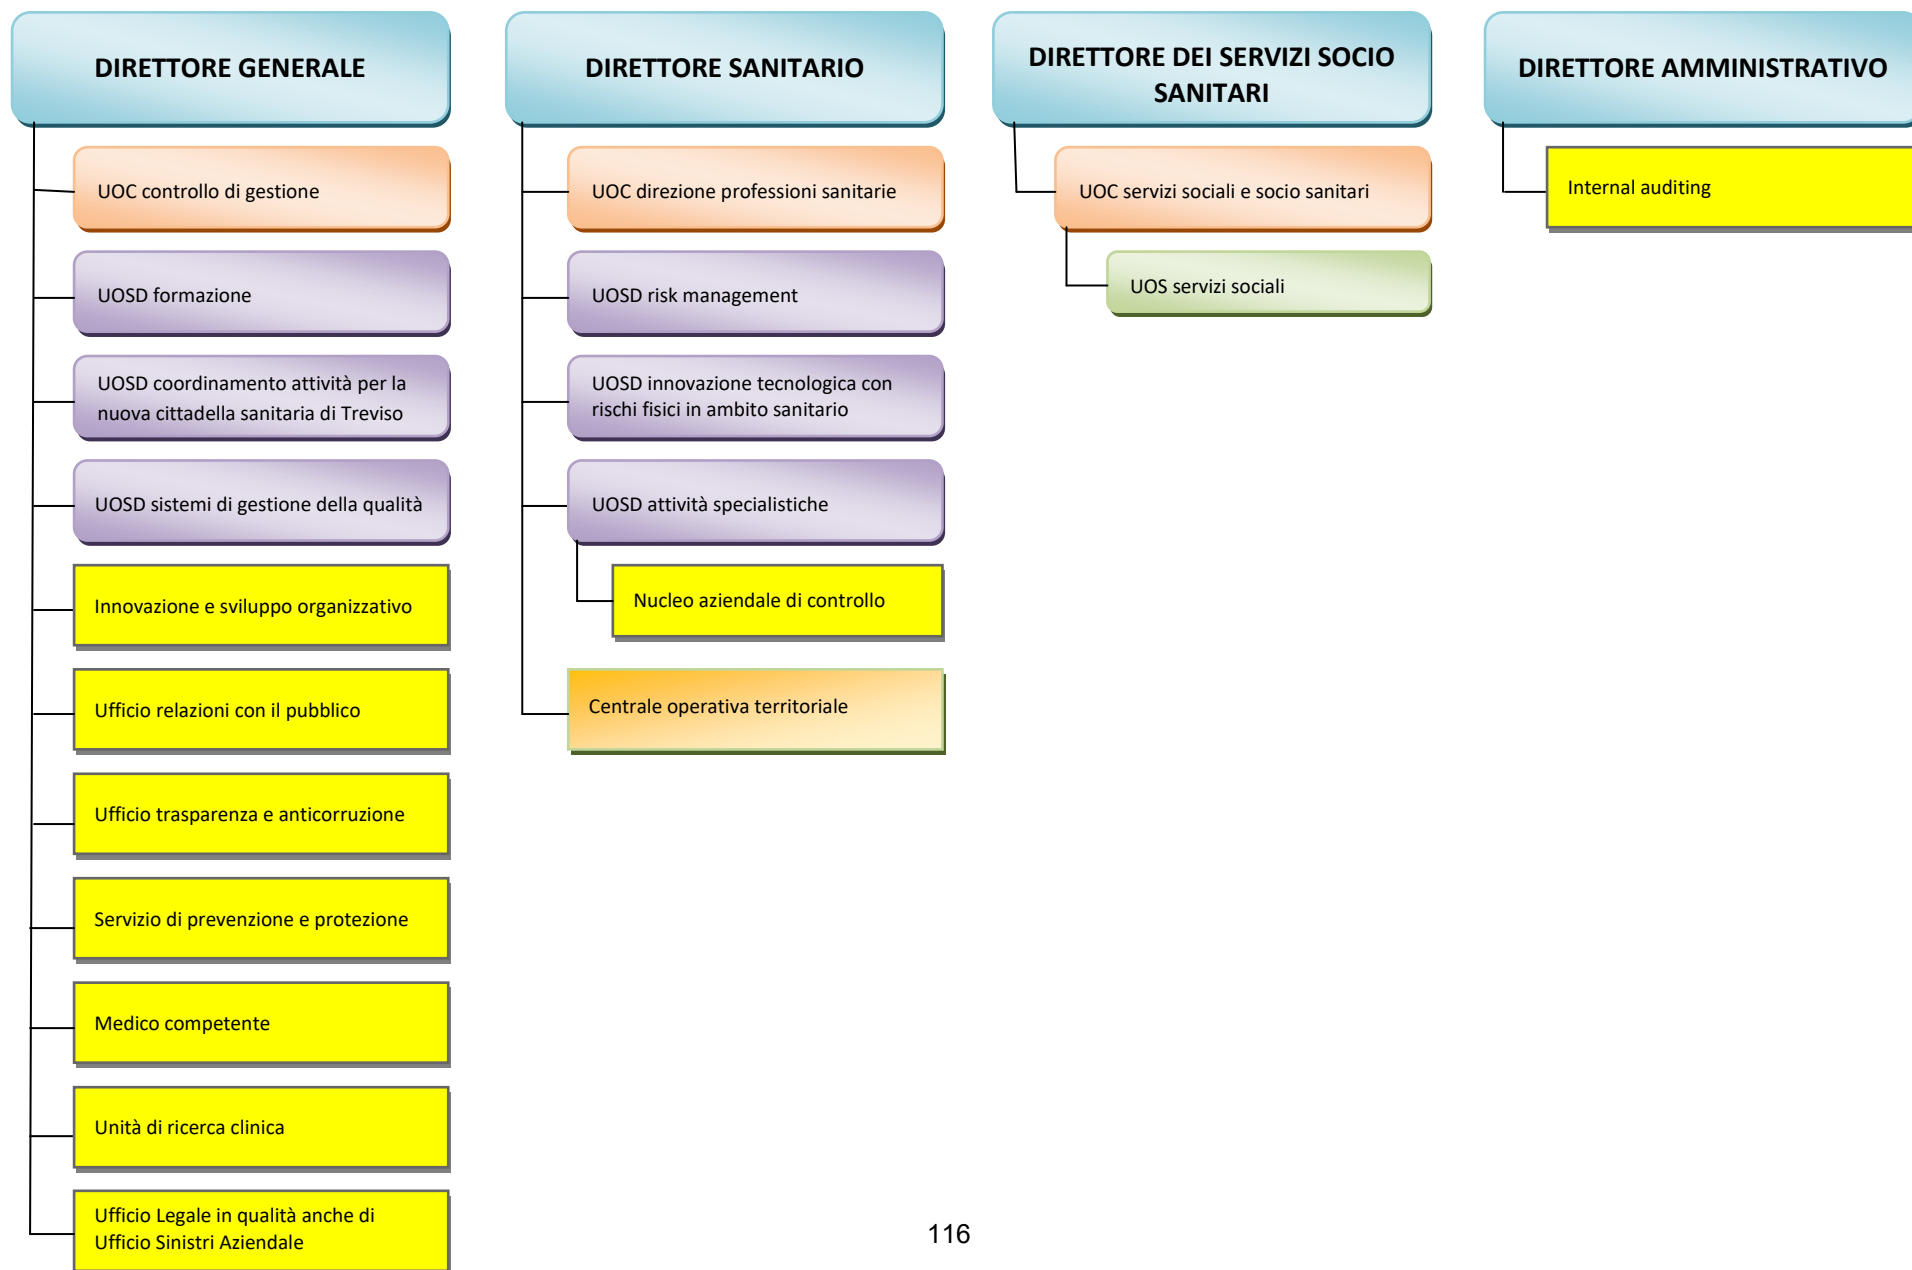 DIRETTORE GENERALE
UOC controllo di gestione
UOSD formazione
UOSD coordinamento attività per la
nuova cittadella sanitaria di Treviso
UOSD sistemi di gestione della qualità
Innovazione e sviluppo organizzativo
Ufficio relazioni con il pubblico
Ufficio trasparenza e anticorruzione
Servizio di prevenzione e protezione
Medico competente
Unità di ricerca clinica
Ufficio Legale in qualità anche di
Ufficio Sinistri Aziendale
DIRETTORE SANITARIO
UOC direzione professioni sanitarie
UOSD risk management
UOSD innovazione tecnologica con
rischi fisici in ambito sanitario
UOSD attività specialistiche
Nucleo aziendale di controllo
Centrale operativa territoriale
DIRETTORE DEI SERVIZI SOCIO
SANITARI
UOC servizi sociali e socio sanitari
UOS servizi sociali
DIRETTORE AMMINISTRATIVO
Internal auditing
116